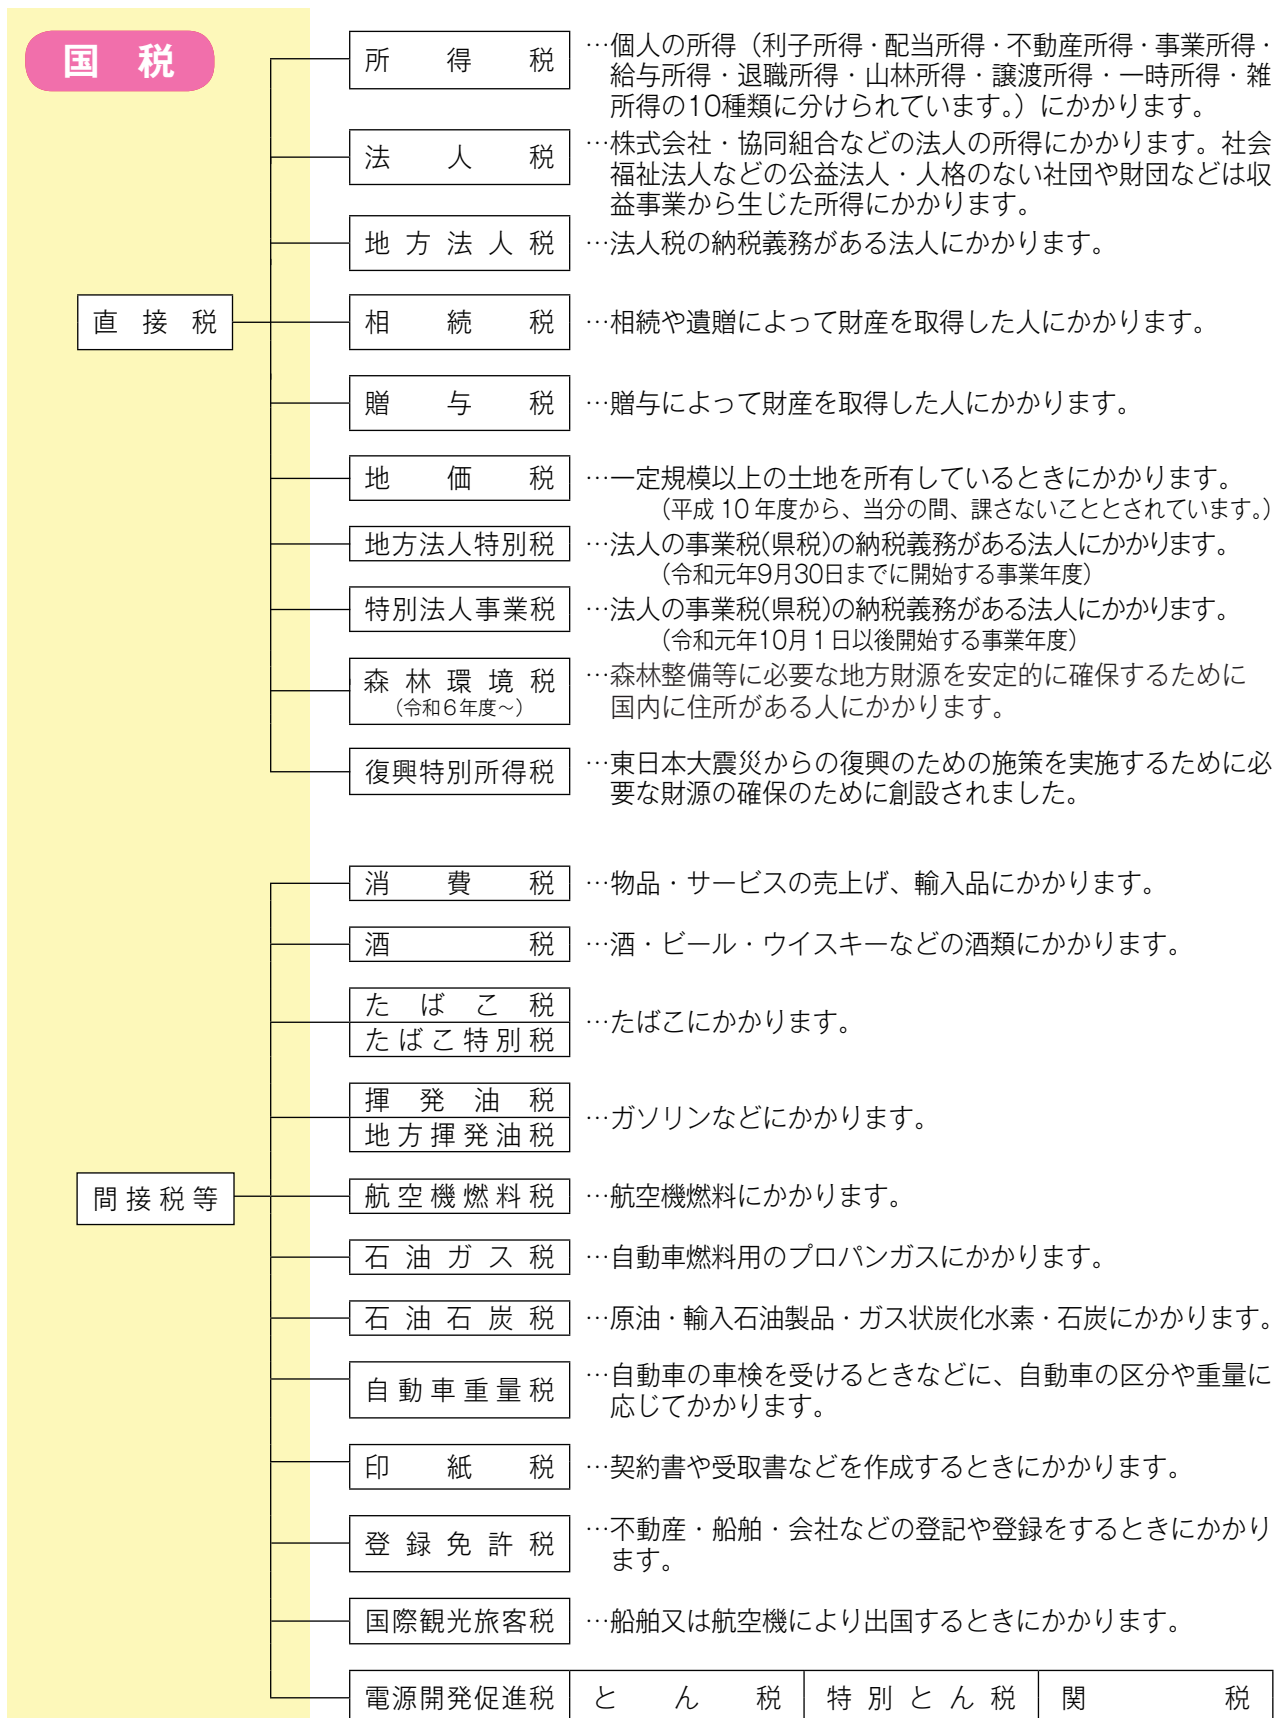 国税
直接税
所得税
…個人の所得（利子所得・配当所得・不動産所得・事業所得・
給与所得・退職所得・山林所得・譲渡所得・一時所得・雑
所得の10種類に分けられています。）にかかります。
法人税
…株式会社・協同組合などの法人の所得にかかります。社会
福祉法人などの公益法人・人格のない社団や財団などは収
益事業から生じた所得にかかります。
地方法人税
…法人税の納税義務がある法人にかかります。
相続税
…相続や遺贈によって財産を取得した人にかかります。
贈与税
…贈与によって財産を取得した人にかかります。
地価税
…一定規模以上の土地を所有しているときにかかります。
（平成10年度から、当分の間、課さないこととされています。）
地方法人特別税
…法人の事業税(県税)の納税義務がある法人にかかります。
（令和元年9月30日までに開始する事業年度）
特別法人事業税
…法人の事業税(県税)の納税義務がある法人にかかります。
（令和元年10月1日以後開始する事業年度）
森林環境税
（令和6年度～）
…森林整備等に必要な地方財源を安定的に確保するために
国内に住所がある人にかかります。
復興特別所得税
…東日本大震災からの復興のための施策を実施するために必
要な財源の確保のために創設されました。
間接税等
消費税
…物品・サービスの売上げ、輸入品にかかります。
酒税
…酒・ビール・ウイスキーなどの酒類にかかります。
たばこ税
たばこ特別税
…たばこにかかります。
揮発油税
地方揮発油税
…ガソリンなどにかかります。
航空機燃料税
…航空機燃料にかかります。
石油ガス税
…自動車燃料用のプロパンガスにかかります。
石油石炭税
…原油・輸入石油製品・ガス状炭化水素・石炭にかかります。
自動車重量税
…自動車の車検を受けるときなどに、自動車の区分や重量に
応じてかかります。
印紙税
…契約書や受取書などを作成するときにかかります。
登録免許税
…不動産・船舶・会社などの登記や登録をするときにかかり
ます。
国際観光旅客税
…船舶又は航空機により出国するときにかかります。
電源開発促進税 とん税 特別とん税 関税